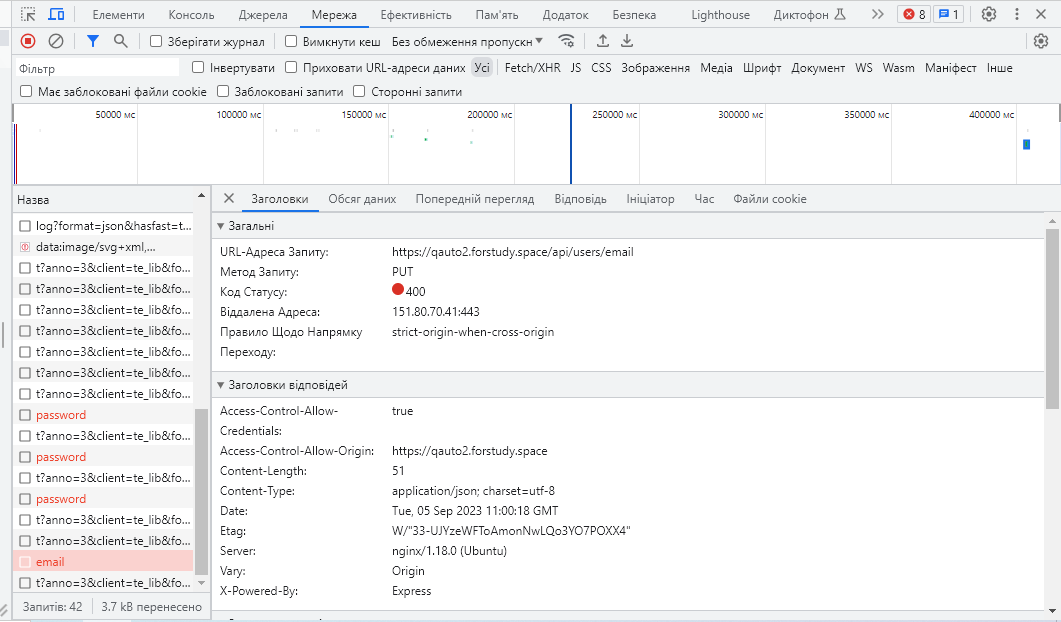 Елементи Консоль Джерела Мережа Ефективність Пам'ять Додаток Безпека Lighthouse Диктофон 8 1
Зберігати журнал Вимкнути кеш Без обмеження пропускн
Фільтр Інвертувати Приховати URL-адреси даних Усі Fetch/XHR JS CSS Зображення Медіа Шрифт Документ WS Wasm Маніфест Інше
Має заблоковані файли cookie Заблоковані запити Сторонні запити
50000 мс 100000 мс 150000 мс 200000 мс 250000 мс 300000 мс 350000 мс 400000 мс
Назва
log?format=json&hasfast=t...
data:image/svg+xml,...
t?anno=3&client=te_lib&fo...
t?anno=3&client=te_lib&fo...
t?anno=3&client=te_lib&fo...
t?anno=3&client=te_lib&fo...
t?anno=3&client=te_lib&fo...
t?anno=3&client=te_lib&fo...
t?anno=3&client=te_lib&fo...
password
t?anno=3&client=te_lib&fo...
password
t?anno=3&client=te_lib&fo...
password
t?anno=3&client=te_lib&fo...
t?anno=3&client=te_lib&fo...
email
t?anno=3&client=te_lib&fo...
Запитів: 42 3.7 kB перенесено
Заголовки Обсяг даних Попередній перегляд Відповідь Ініціатор Час Файли cookie
Загальні
URL-Адреса Запиту: https://qauto2.forstudy.space/api/users/email
Метод Запиту: PUT
Код Статусу: 400
Віддалена Адреса: 151.80.70.41:443
Правило Щодо Напрямку strict-origin-when-cross-origin
Переходу:
Заголовки відповідей
Access-Control-Allow- true
Credentials:
Access-Control-Allow-Origin: https://qauto2.forstudy.space
Content-Length: 51
Content-Type: application/json; charset=utf-8
Date: Tue, 05 Sep 2023 11:00:18 GMT
Etag: W/"33-UJYzeWFToAmonNwLQo3YO7POXX4"
Server: nginx/1.18.0 (Ubuntu)
Vary: Origin
X-Powered-By: Express